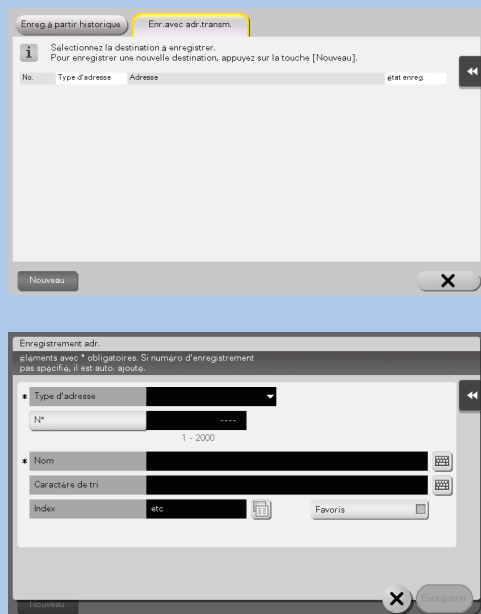 Enreg.à partir historique
Enr.avec adr.transm.
Sélectionnez la destination à enregistrer.
Pour enregistrer une nouvelle destination, appuyez sur la touche [Nouveau].
No. Type d'adresse Adresse état enreg.
Nouveau
Enregistrement adr.
éléments avec * obligatoires. Si numéro d'enregistrement
pas spécifié, il est auto. ajouté.
* Type d'adresse
N° ----
1 - 2000
* Nom
Caractère de tri
Index etc Favoris
Enregistrer
Nouveau